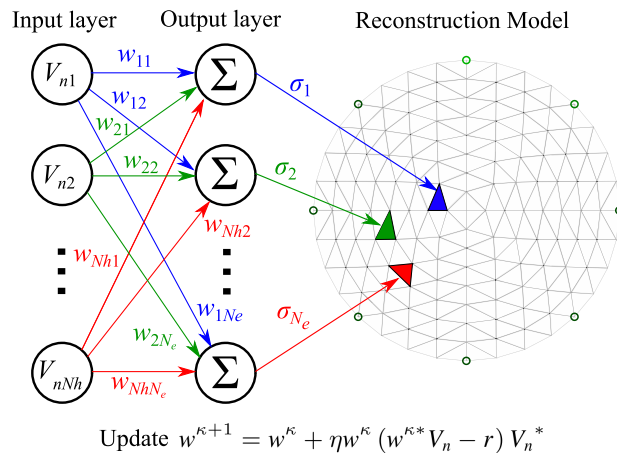 Input layer Output layer Reconstruction Model
V_{n1} w_{11} Σ σ_1
w_{12}
w_{21}
V_{n2} w_{22} Σ σ_2
w_{Nh1} w_{Nh2}
w_{1Ne} σ_{N_e}
w_{2N_e}
V_{nNh} w_{NhN_e} Σ
Update w^{κ+1} = w^κ + ηw^κ (w^{κ*}V_n − r) V_n^*